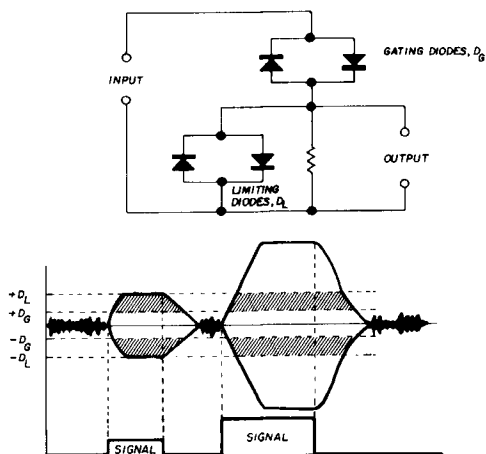 GATING DIODES, D_G
INPUT
OUTPUT
LIMITING
DIODES, D_L
+D_L
+D_G
−D_G
−D_L
SIGNAL
SIGNAL